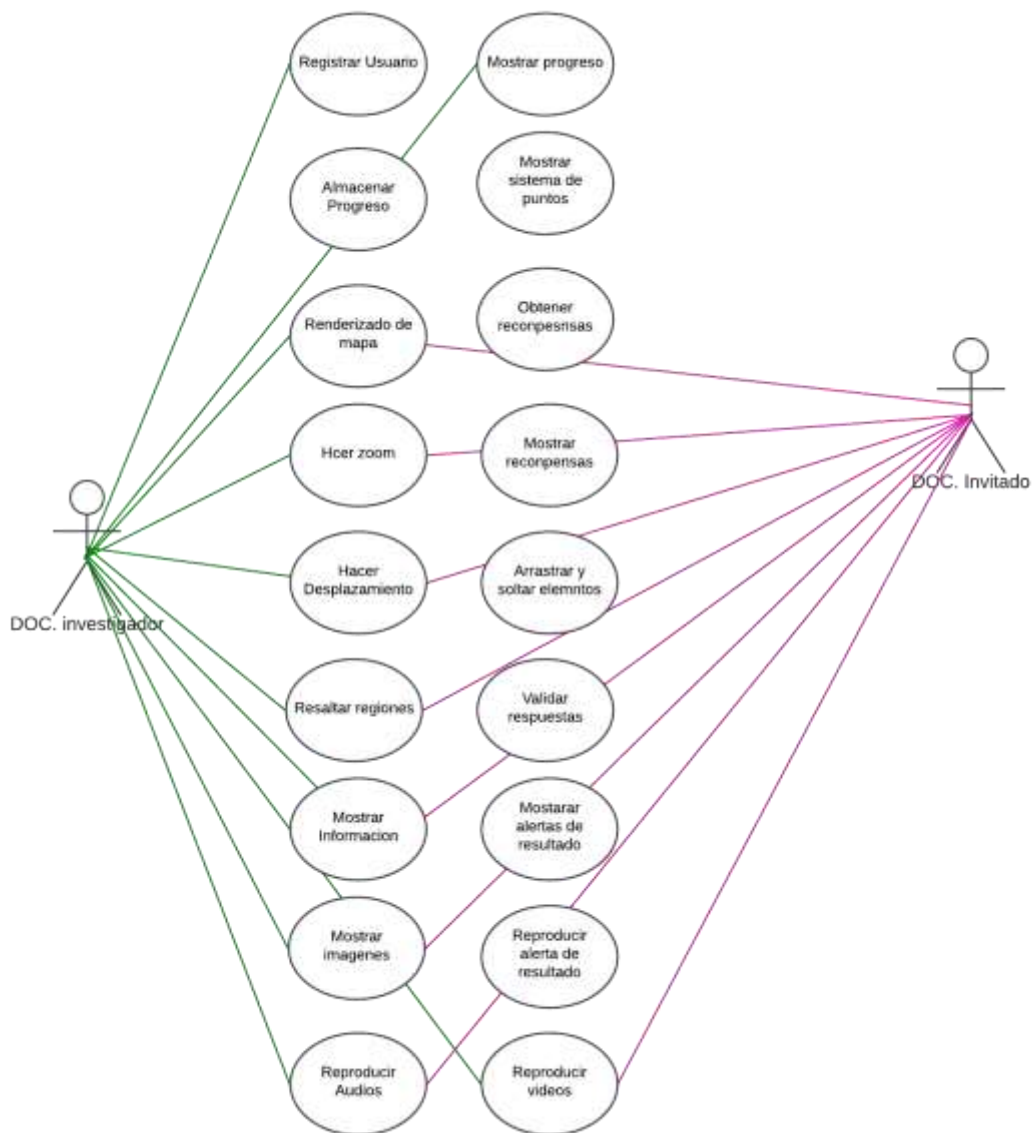 Registrar Usuario
Mostrar progreso
Almacenar
Progreso
Mostrar
sistema de
puntos
Renderizado de
mapa
Obtener
reconpesnsas
Hcer zoom
Mostrar
reconpensas
DOC. Invitado
Hacer
Desplazamiento
Arrastrar y
soltar elemntos
DOC. investigador
Resaltar regiones
Validar
respuestas
Mostrar
Informacion
Mostarar
alertas de
resultado
Mostrar
imagenes
Reproducir
alerta de
resultado
Reproducir
Audios
Reproducir
videos